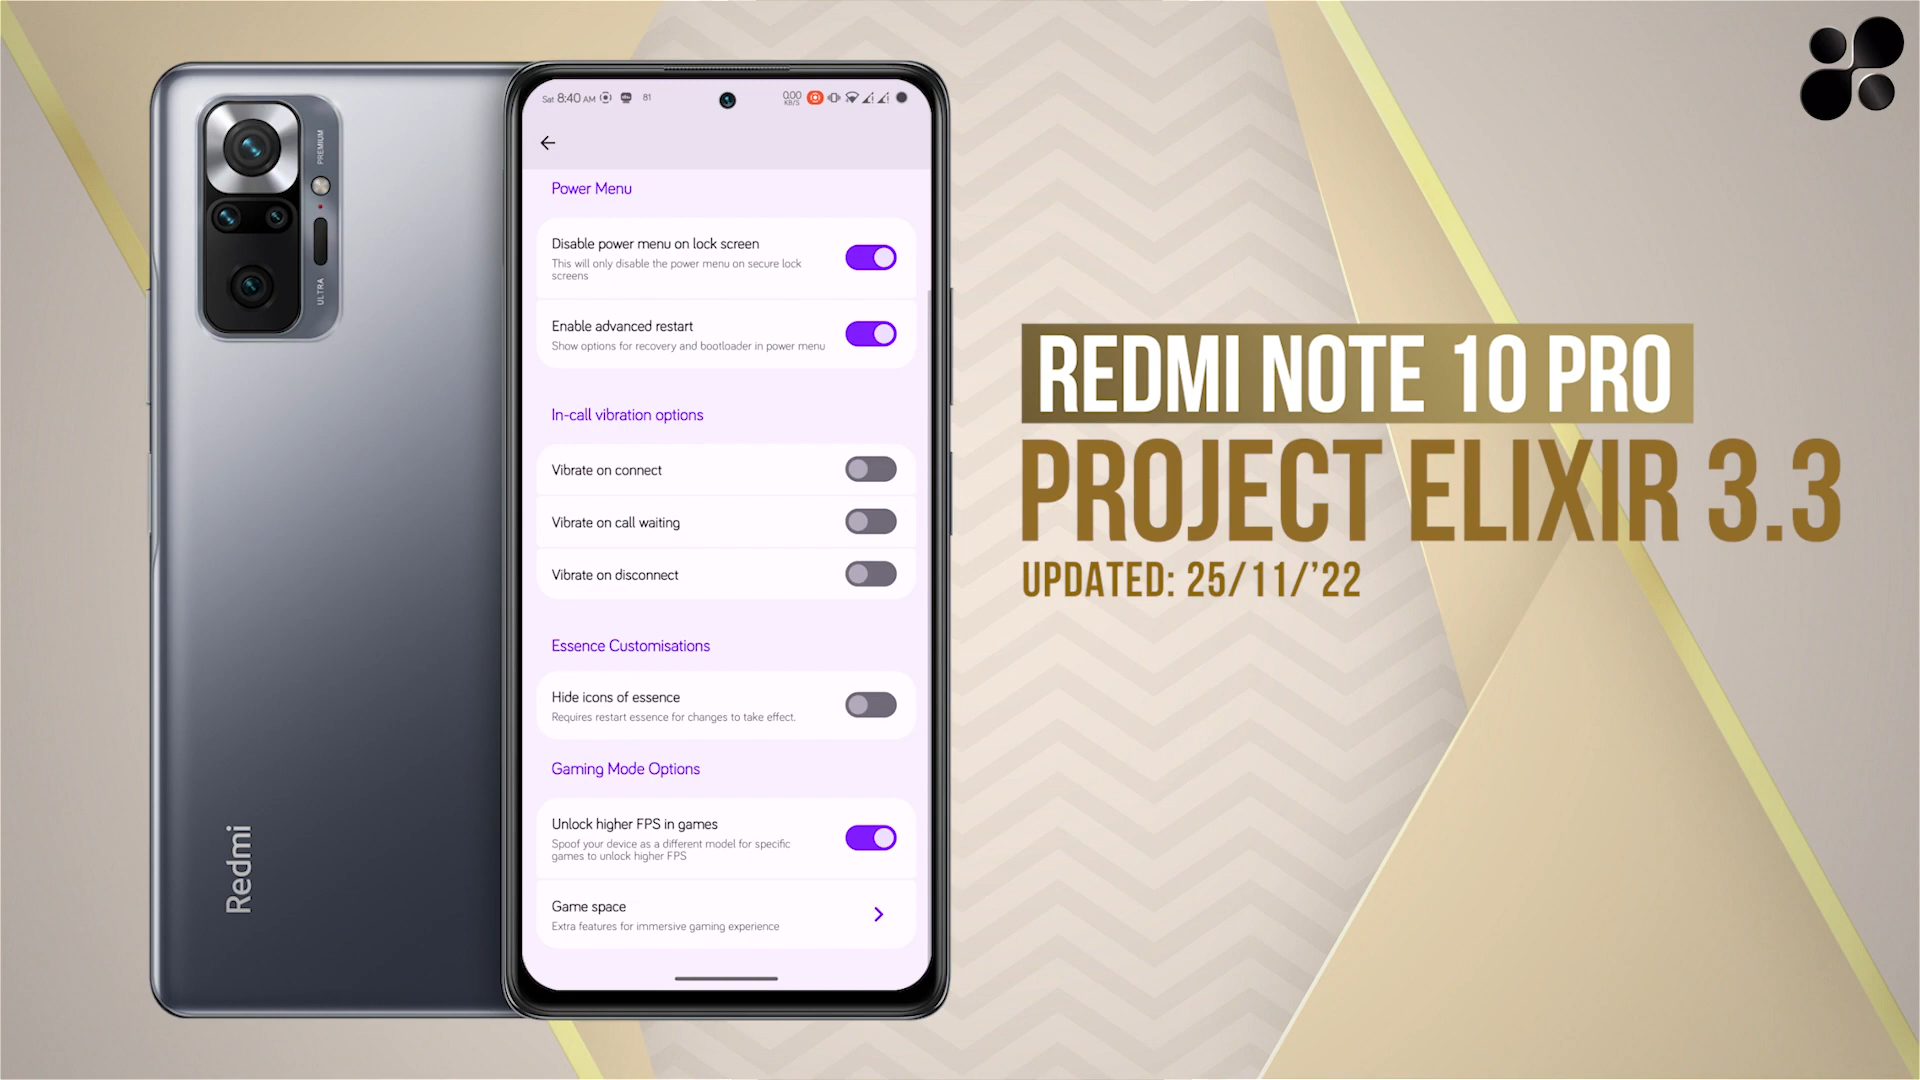 PREMIUM
ULTRA
Redmi
Sat 8:40 AM 81 0.00 KB/S
Power Menu
Disable power menu on lock screen
This will only disable the power menu on secure lock
screens
Enable advanced restart
Show options for recovery and bootloader in power menu
In-call vibration options
Vibrate on connect
Vibrate on call waiting
Vibrate on disconnect
Essence Customisations
Hide icons of essence
Requires restart essence for changes to take effect.
Gaming Mode Options
Unlock higher FPS in games
Spoof your device as a different model for specific
games to unlock higher FPS
Game space
Extra features for immersive gaming experience
REDMI NOTE 10 PRO
PROJECT ELIXIR 3.3
UPDATED: 25/11/’22